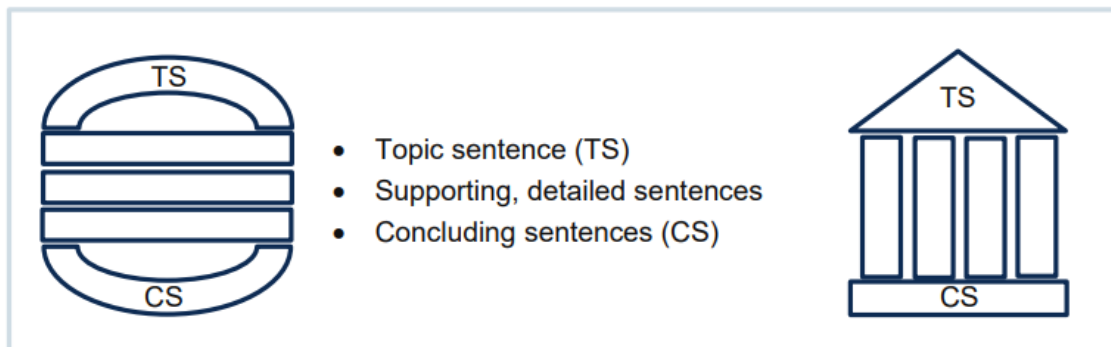 TS
• Topic sentence (TS)
• Supporting, detailed sentences
• Concluding sentences (CS)
CS
TS
CS